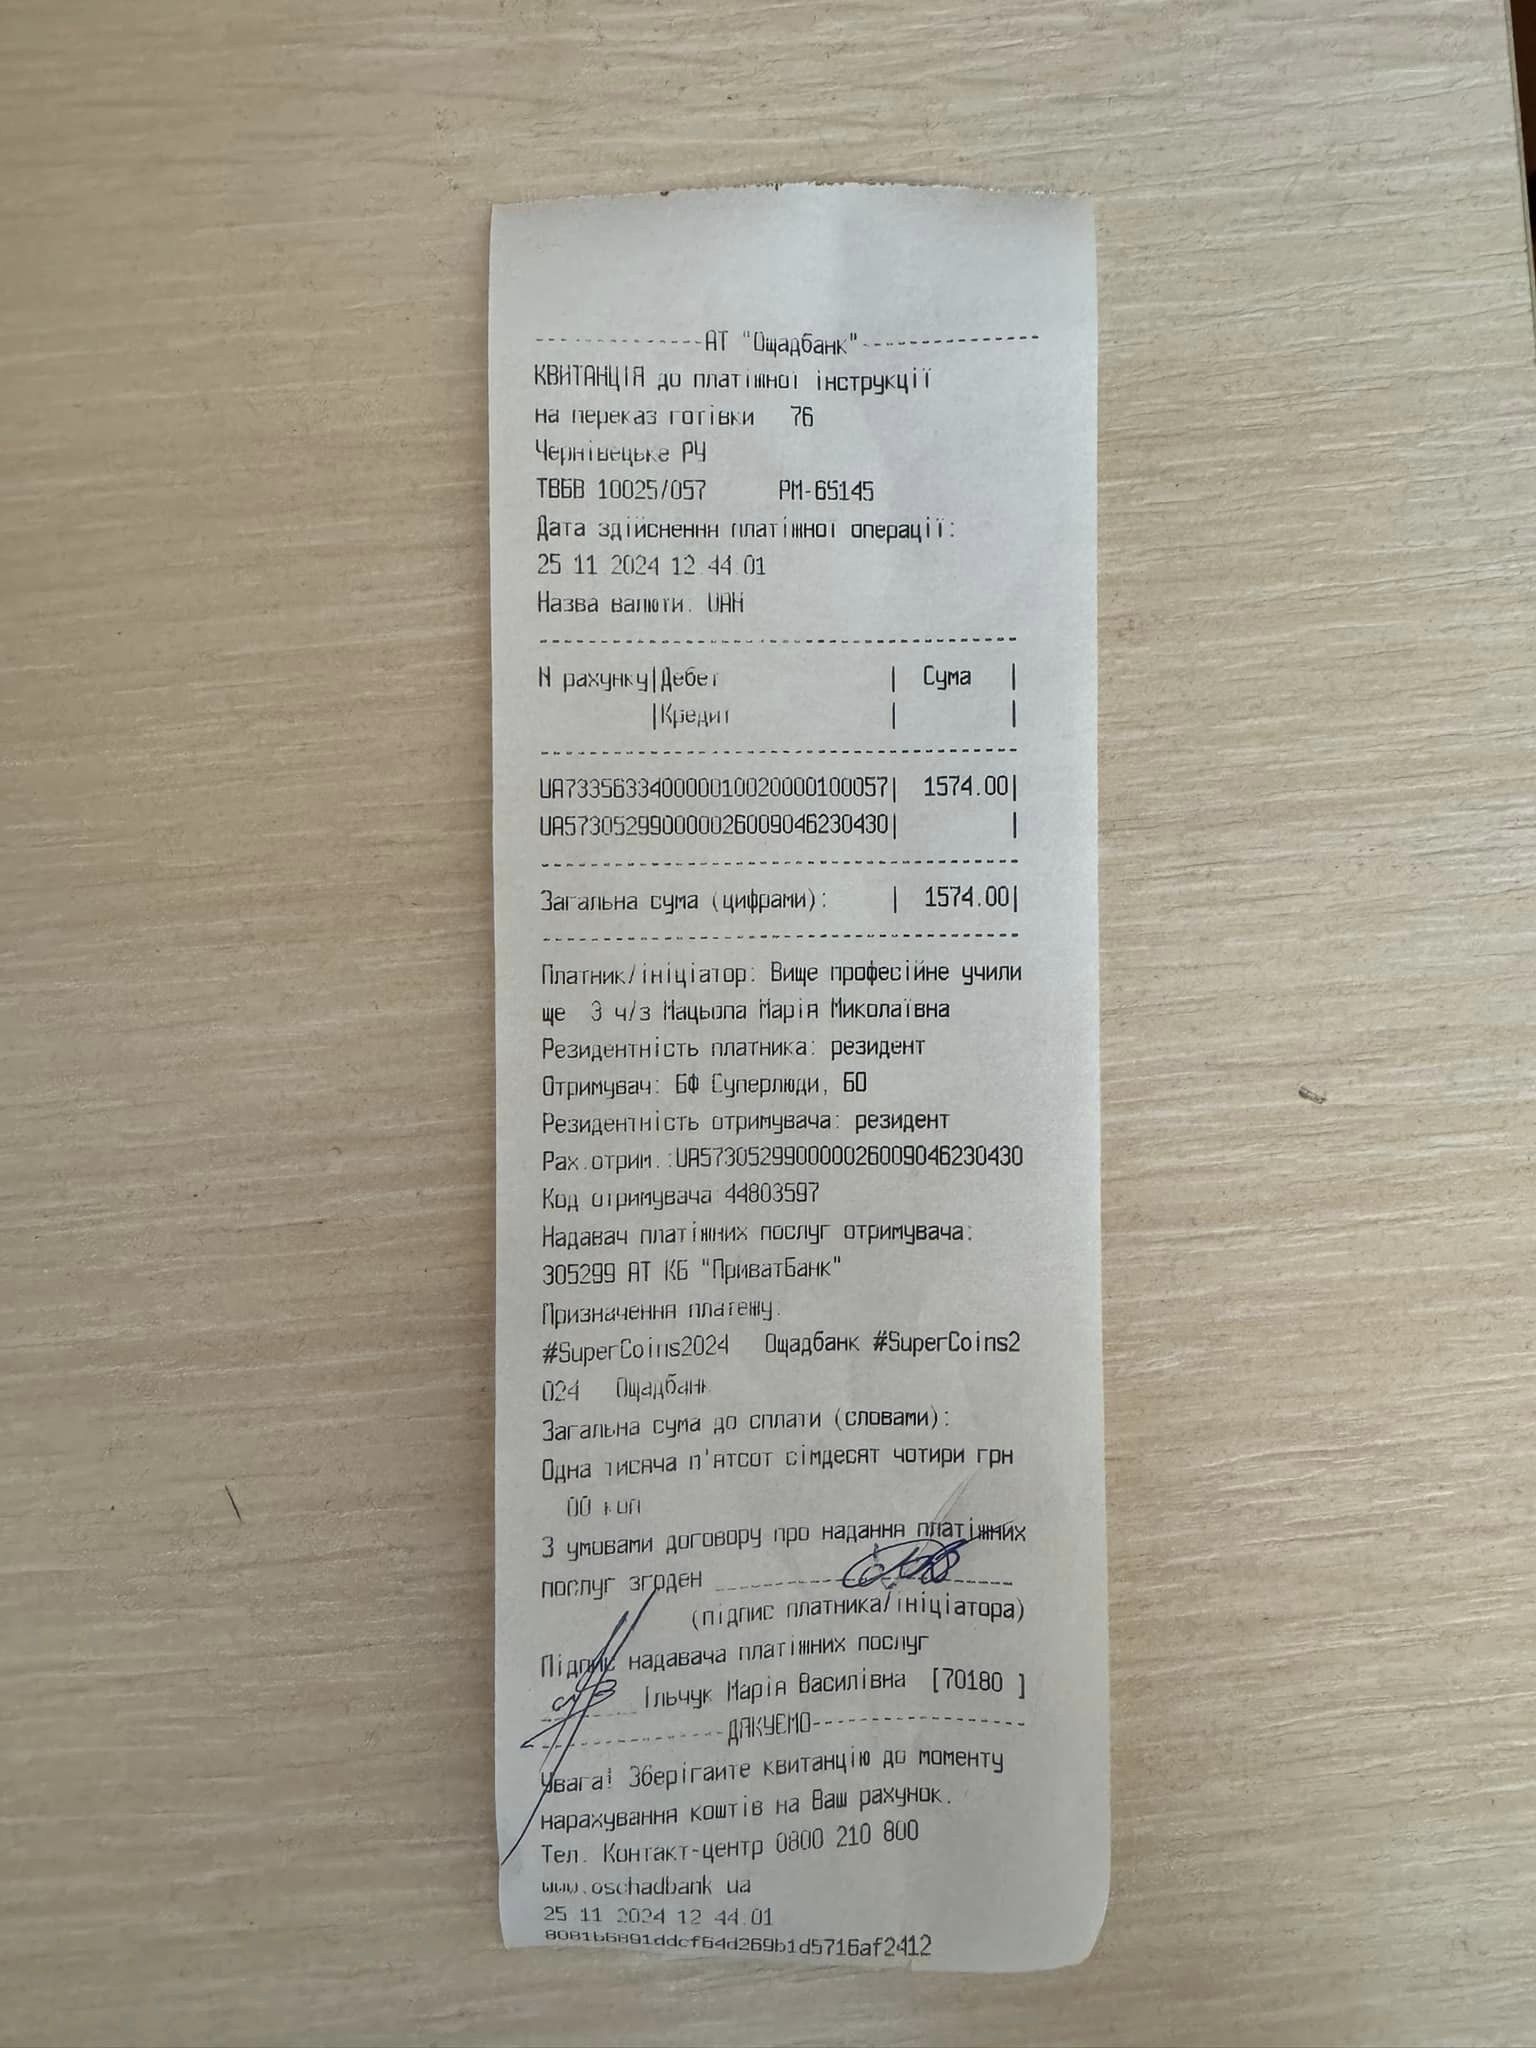 -------------АТ "Ощадбанк"--------------
КВИТАНЦІЯ до платіжної інструкції
на переказ готівки 76
Чернівецьке РУ
ТВБВ 10025/057 РМ-65145
Дата здійснення платіжної операції:
25 11 2024 12.44.01
Назва валюти. UAH
N рахунку|Дебет | Сума |
|Кредит | |
UA733563340000010020000100057| 1574.00|
UA573052990000026009046230430| |
Загальна сума (цифрами): | 1574.00|
Платник/ініціатор: Вище професійне учили
ще 3 ч/з Мацьопа Марія Миколаївна
Резидентність платника: резидент
Отримувач: БФ Суперлюди, БО
Резидентність отримувача: резидент
Рах.отрим.:UA573052990000026009046230430
Код отримувача 44803597
Надавач платіжних послуг отримувача:
305299 АТ КБ "ПриватБанк"
Призначення платежу.
#SuperCoins2024 Ощадбанк #SuperCoins2
024 Ощадбанк
Загальна сума до сплати (словами):
Одна тисяча п'ятсот сімдесят чотири грн
00 коп
З умовами договору про надання платіжних
послуг згоден
(підпис платника/ініціатора)
Підпис надавача платіжних послуг
Ільчук Марія Василівна [70180 ]
---------------ДЯКУЄМО-----------------
Увага! Зберігайте квитанцію до моменту
нарахування коштів на Ваш рахунок.
Тел. Контакт-центр 0800 210 800
www.oschadbank ua
25 11 2024 12 44.01
8081b6891ddcf64d269b1d5716af2412